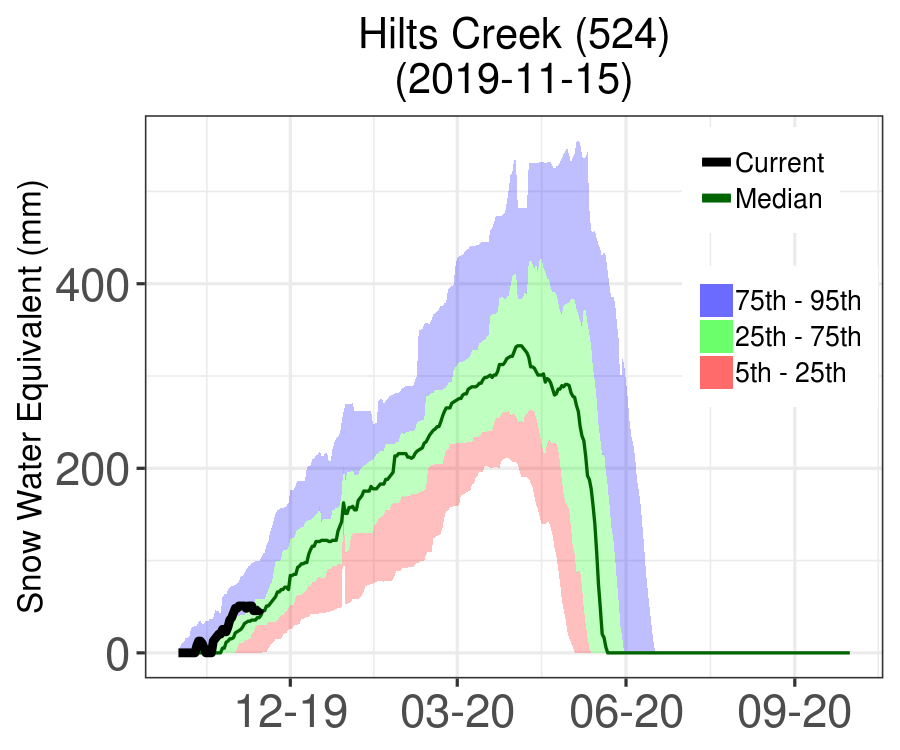 Hilts Creek (524)
(2019-11-15)
Snow Water Equivalent (mm)
400
200
0
12-19
03-20
06-20
09-20
Current
Median
75th - 95th
25th - 75th
5th - 25th